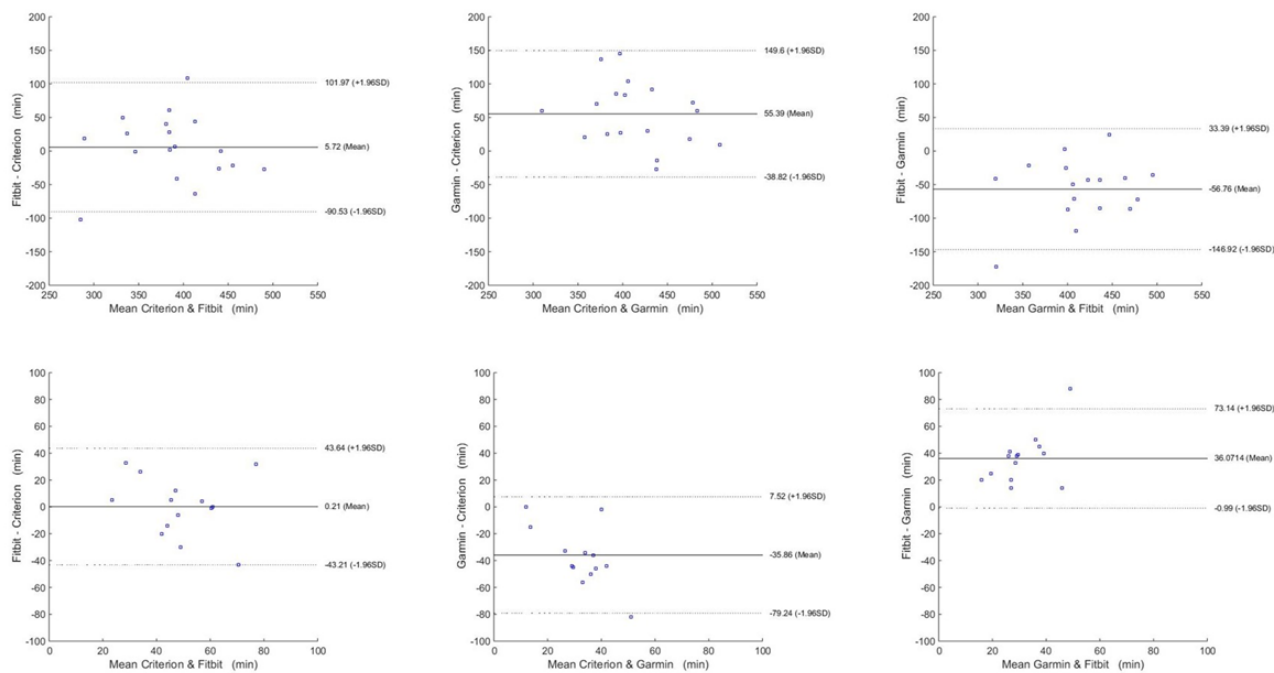 200
150
100
50
0
-50
-100
-150
-200
250 300 350 400 450 500 550
Fitbit - Criterion (min)
Mean Criterion & Fitbit (min)
101.97 (+1.96SD)
5.72 (Mean)
-90.53 (-1.96SD)
200
150
100
50
0
-50
-100
-150
-200
250 300 350 400 450 500 550
Garmin - Criterion (min)
Mean Criterion & Garmin (min)
149.6 (+1.96SD)
55.39 (Mean)
-38.82 (-1.96SD)
200
150
100
50
0
-50
-100
-150
-200
250 300 350 400 450 500 550
Fitbit - Garmin (min)
Mean Garmin & Fitbit (min)
33.39 (+1.96SD)
-56.76 (Mean)
-146.92 (-1.96SD)
100
80
60
40
20
0
-20
-40
-60
-80
-100
0 20 40 60 80 100
Fitbit - Criterion (min)
Mean Criterion & Fitbit (min)
43.64 (+1.96SD)
0.21 (Mean)
-43.21 (-1.96SD)
100
80
60
40
20
0
-20
-40
-60
-80
-100
0 20 40 60 80 100
Garmin - Criterion (min)
Mean Criterion & Garmin (min)
7.52 (+1.96SD)
-35.86 (Mean)
-79.24 (-1.96SD)
100
80
60
40
20
0
-20
-40
-60
-80
-100
0 20 40 60 80 100
Fitbit - Garmin (min)
Mean Garmin & Fitbit (min)
73.14 (+1.96SD)
36.0714 (Mean)
-0.99 (-1.96SD)